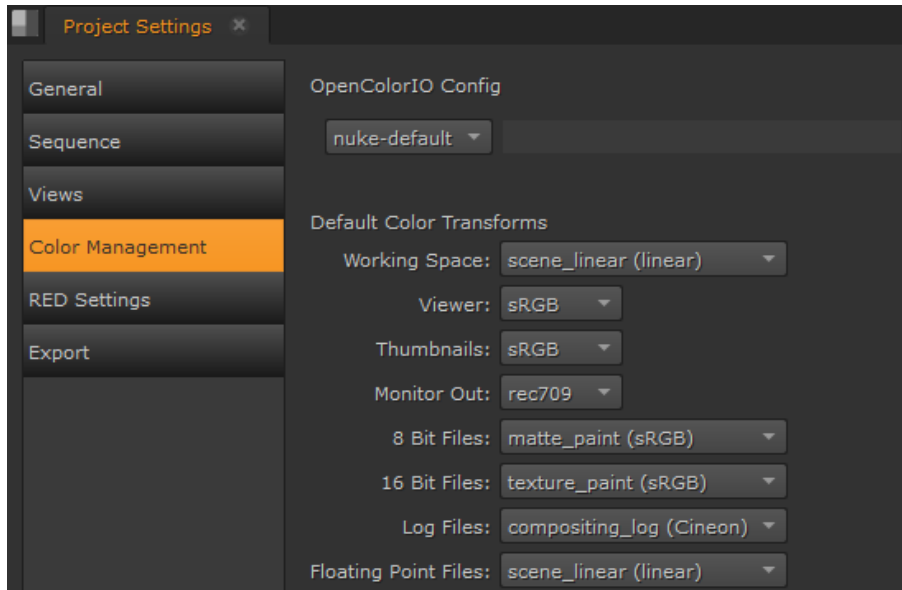 Project Settings
General
Sequence
Views
Color Management
RED Settings
Export
OpenColorIO Config
nuke-default
Default Color Transforms
Working Space: scene_linear (linear)
Viewer: sRGB
Thumbnails: sRGB
Monitor Out: rec709
8 Bit Files: matte_paint (sRGB)
16 Bit Files: texture_paint (sRGB)
Log Files: compositing_log (Cineon)
Floating Point Files: scene_linear (linear)